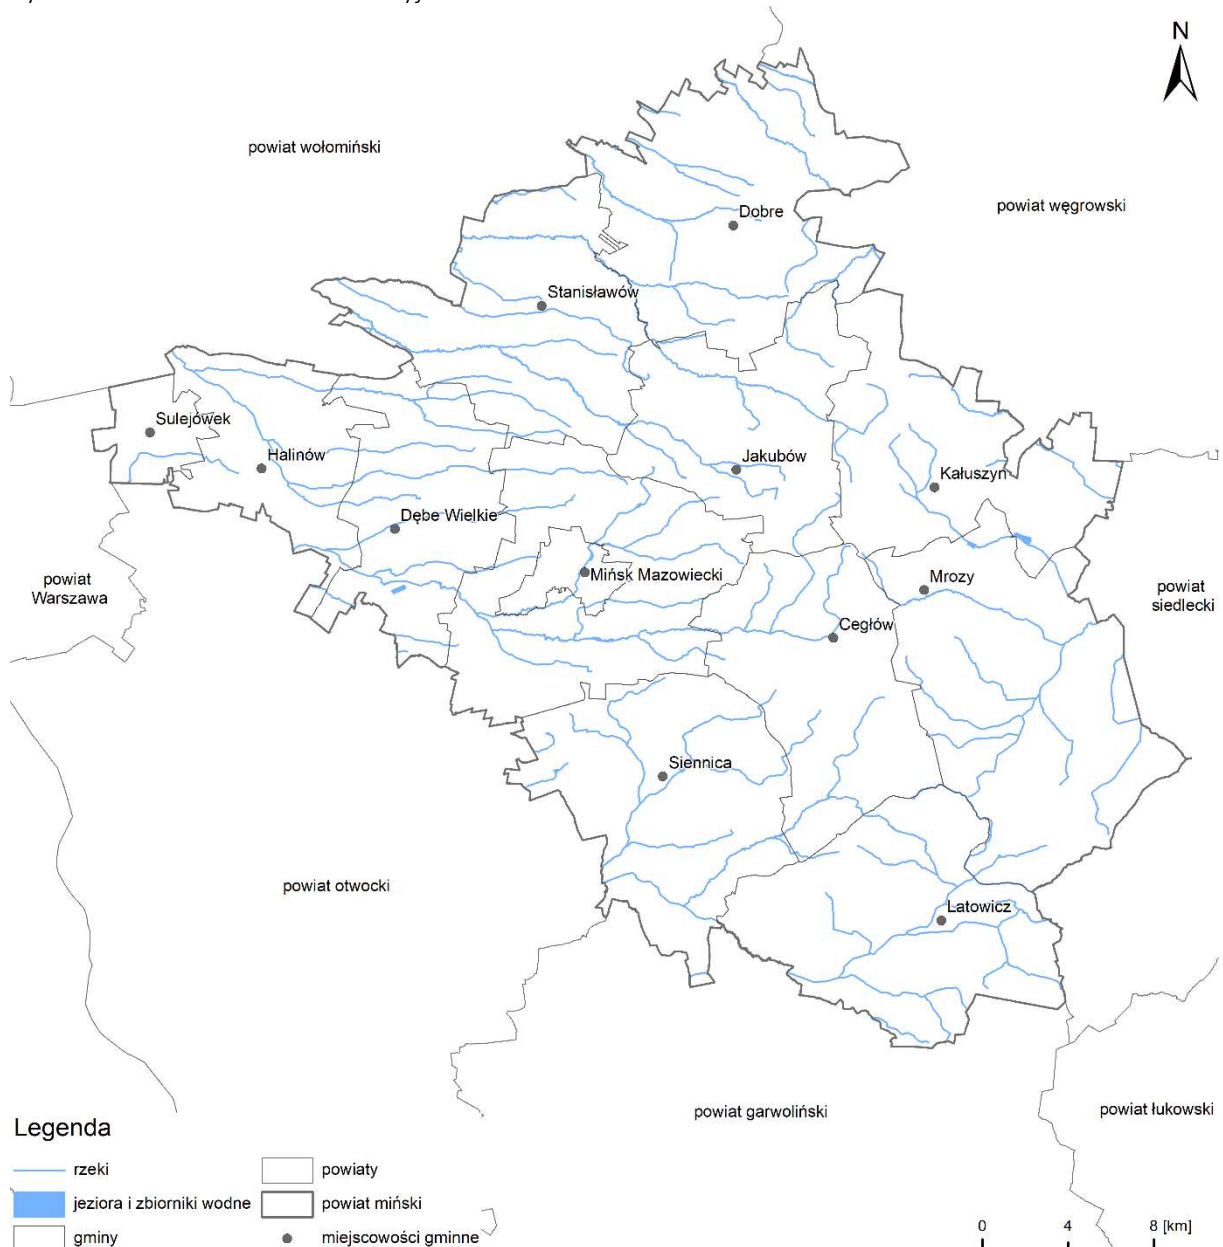 N
powiat wołomiński
powiat węgrowski
Dobre
Stanisławów
Sulejówek
Halinów
Jakubów
Kałuszyn
Dębe Wielkie
powiat
Warszawa
Mińsk Mazowiecki
Mrozy
powiat
siedlecki
Cegłów
Siennica
powiat otwocki
Latowicz
powiat garwoliński
powiat łukowski
Legenda
rzeki
powiaty
jeziora i zbiorniki wodne
powiat miński
gminy
miejscowości gminne
0 4 8 [km]